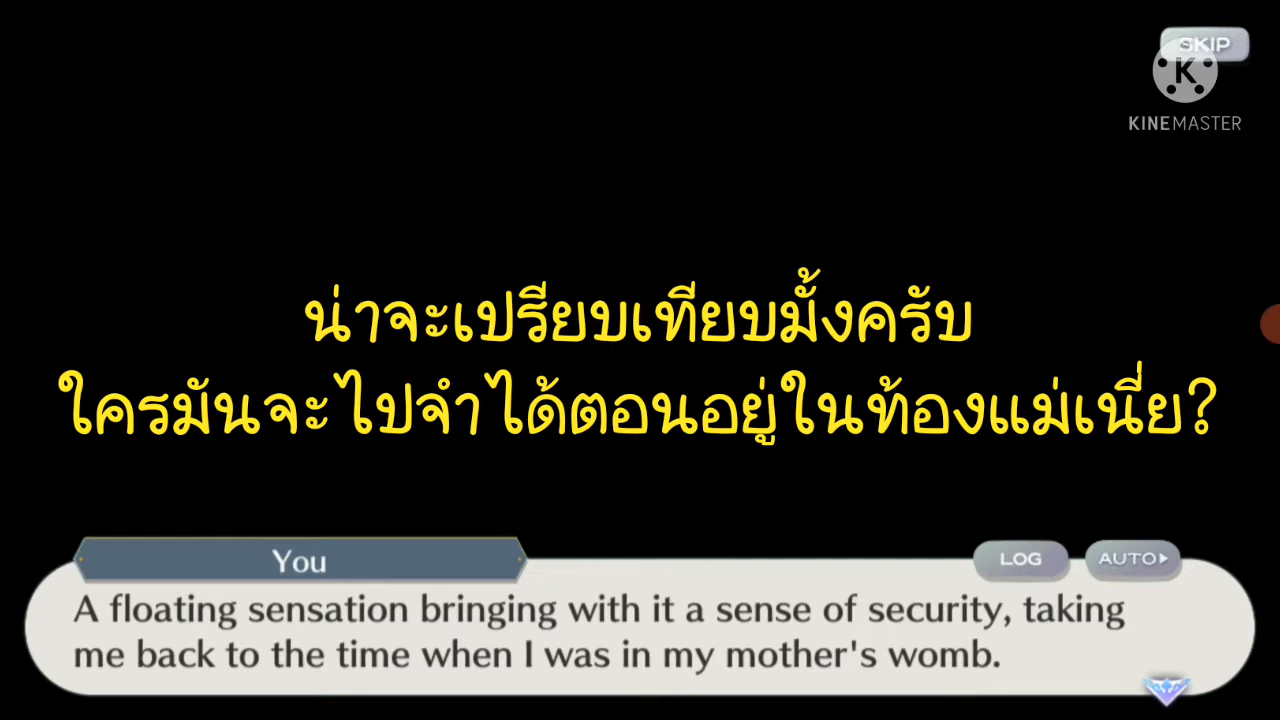 SKIP
K
KINEMASTER
น่าจะเปรียบเทียบมั้งครับ
ใครมันจะไปจำได้ตอนอยู่ในท้องแม่เนี่ย?
You
LOG
AUTO
A floating sensation bringing with it a sense of security, taking
me back to the time when I was in my mother's womb.